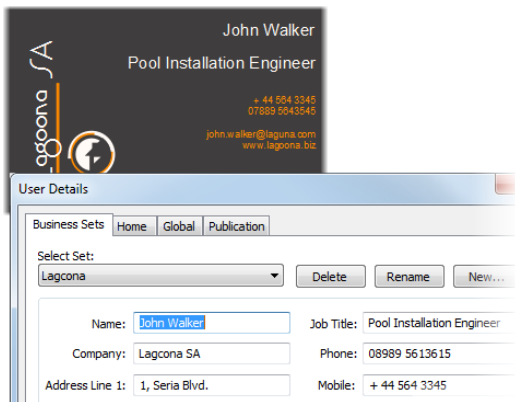 John Walker
Pool Installation Engineer
+ 44 564 3345
07889 5643545
john.walker@laguna.com
www.lagoona.biz
Lagoona SA
User Details
Business Sets Home Global Publication
Select Set:
Lagcona Delete Rename New...
Name: John Walker Job Title: Pool Installation Engineer
Company: Lagcona SA Phone: 08989 5613615
Address Line 1: 1, Seria Blvd. Mobile: + 44 564 3345